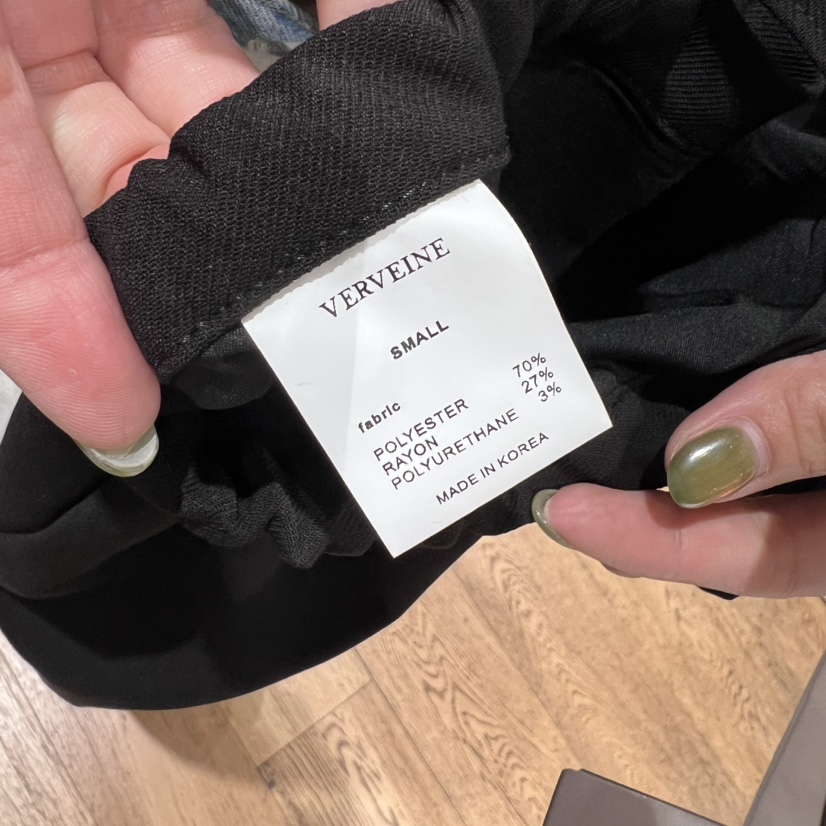 VERVEINE
SMALL
fabric
POLYESTER 70%
RAYON 27%
POLYURETHANE 3%
MADE IN KOREA